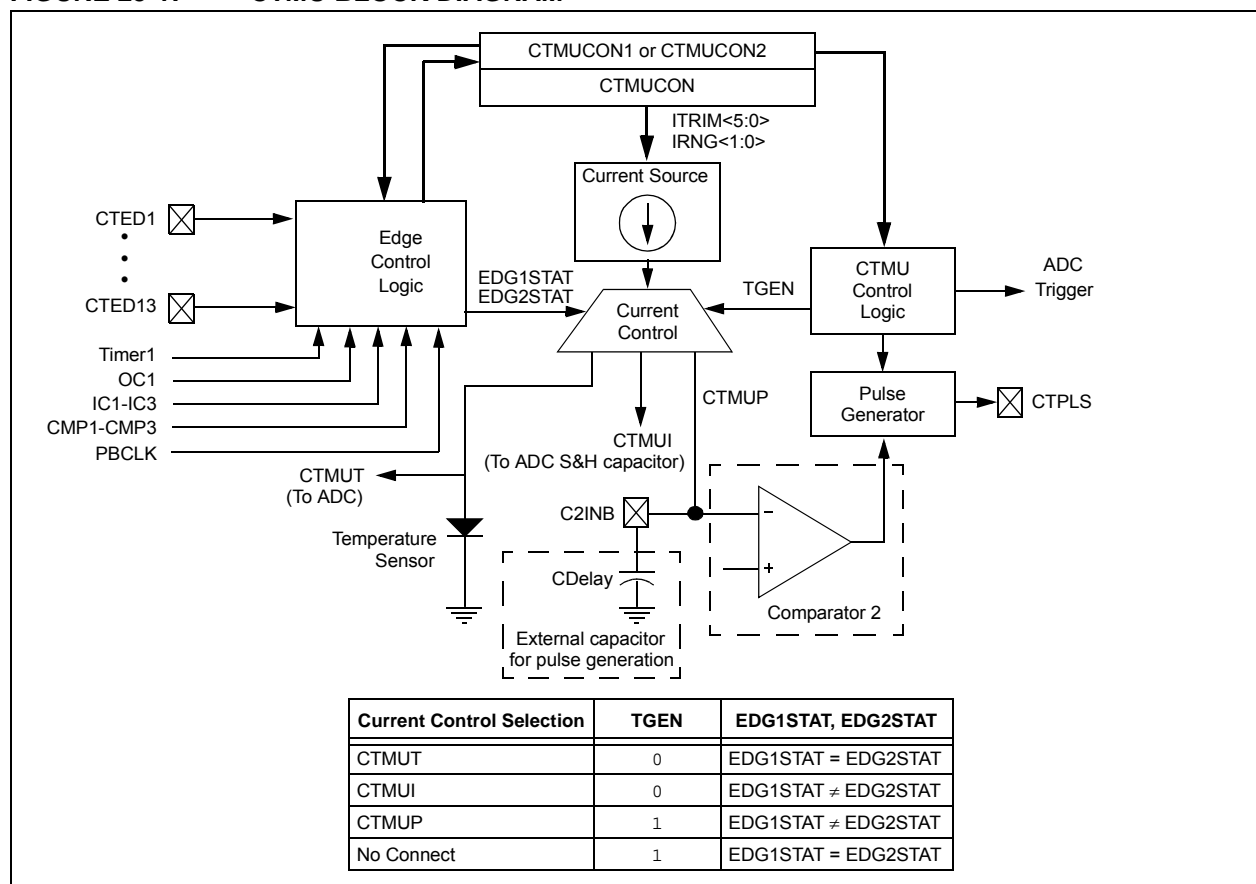 CTMUCON1 or CTMUCON2
CTMUCON
ITRIM<5:0>
IRNG<1:0>
Current Source
CTED1
•
•
•
CTED13
Edge
Control
Logic
EDG1STAT
EDG2STAT
Current
Control
TGEN
CTMU
Control
Logic
ADC
Trigger
Timer1
OC1
IC1-IC3
CMP1-CMP3
PBCLK
Pulse
Generator
CTPLS
CTMUP
CTMUI
(To ADC S&H capacitor)
CTMUT
(To ADC)
C2INB
Temperature
Sensor
CDelay
External capacitor
for pulse generation
−
+
Comparator 2
Current Control Selection TGEN EDG1STAT, EDG2STAT
CTMUT 0 EDG1STAT = EDG2STAT
CTMUI 0 EDG1STAT ≠ EDG2STAT
CTMUP 1 EDG1STAT ≠ EDG2STAT
No Connect 1 EDG1STAT = EDG2STAT